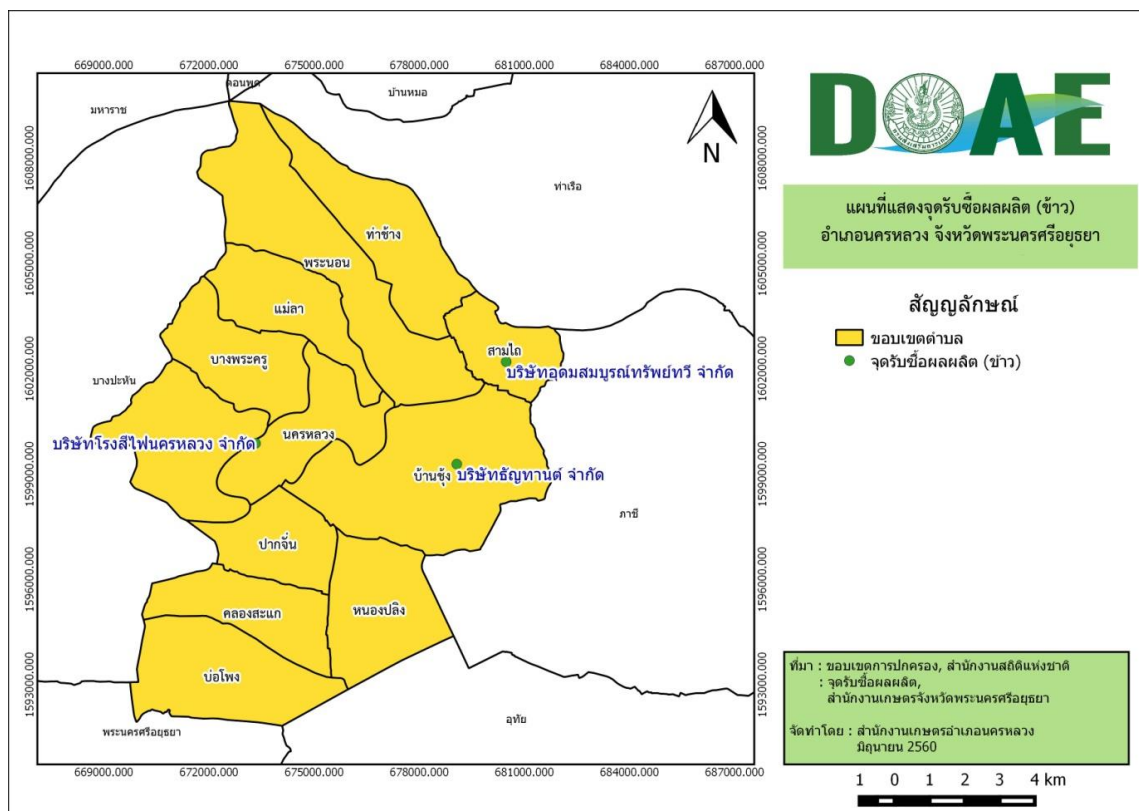 669000.000 672000.000 675000.000 678000.000 681000.000 684000.000 687000.000
ดอนพุด
มหาราช
บ้านหมอ
N
1608000.000
1608000.000
ท่าเรือ
ท่าช้าง
พระนอน
1605000.000
1605000.000
แม่ลา
สามไถ
บางพระครู
บริษัทอุดมสมบูรณ์ทรัพย์ทวี จำกัด
บางปะหัน
1602000.000
1602000.000
นครหลวง
บริษัทโรงสีไฟนครหลวง จำกัด
บ้านชุ้ง
บริษัทธัญทานต์ จำกัด
1599000.000
1599000.000
ภาชี
ปากจั่น
1596000.000
1596000.000
คลองสะแก
หนองปลิง
บ่อโพง
1593000.000
1593000.000
พระนครศรีอยุธยา
อุทัย
669000.000 672000.000 675000.000 678000.000 681000.000 684000.000 687000.000
DOAE
แผนที่แสดงจุดรับซื้อผลผลิต (ข้าว)
อำเภอนครหลวง จังหวัดพระนครศรีอยุธยา
สัญญลักษณ์
ขอบเขตตำบล
จุดรับซื้อผลผลิต (ข้าว)
ที่มา : ขอบเขตการปกครอง, สำนักงานสถิติแห่งชาติ
: จุดรับซื้อผลผลิต,
สำนักงานเกษตรจังหวัดพระนครศรีอยุธยา
จัดทำโดย : สำนักงานเกษตรอำเภอนครหลวง
มิถุนายน 2560
1 0 1 2 3 4 km